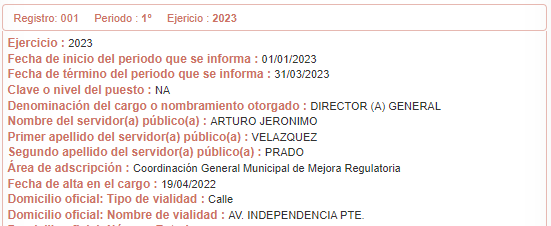 Registro: 001 Periodo : 1º Ejericio : 2023
Ejercicio : 2023
Fecha de inicio del periodo que se informa : 01/01/2023
Fecha de término del periodo que se informa : 31/03/2023
Clave o nivel del puesto : NA
Denominación del cargo o nombramiento otorgado : DIRECTOR (A) GENERAL
Nombre del servidor(a) público(a) : ARTURO JERONIMO
Primer apellido del servidor(a) público(a) : VELAZQUEZ
Segundo apellido del servidor(a) público(a) : PRADO
Área de adscripción : Coordinación General Municipal de Mejora Regulatoria
Fecha de alta en el cargo : 19/04/2022
Domicilio oficial: Tipo de vialidad : Calle
Domicilio oficial: Nombre de vialidad : AV. INDEPENDENCIA PTE.